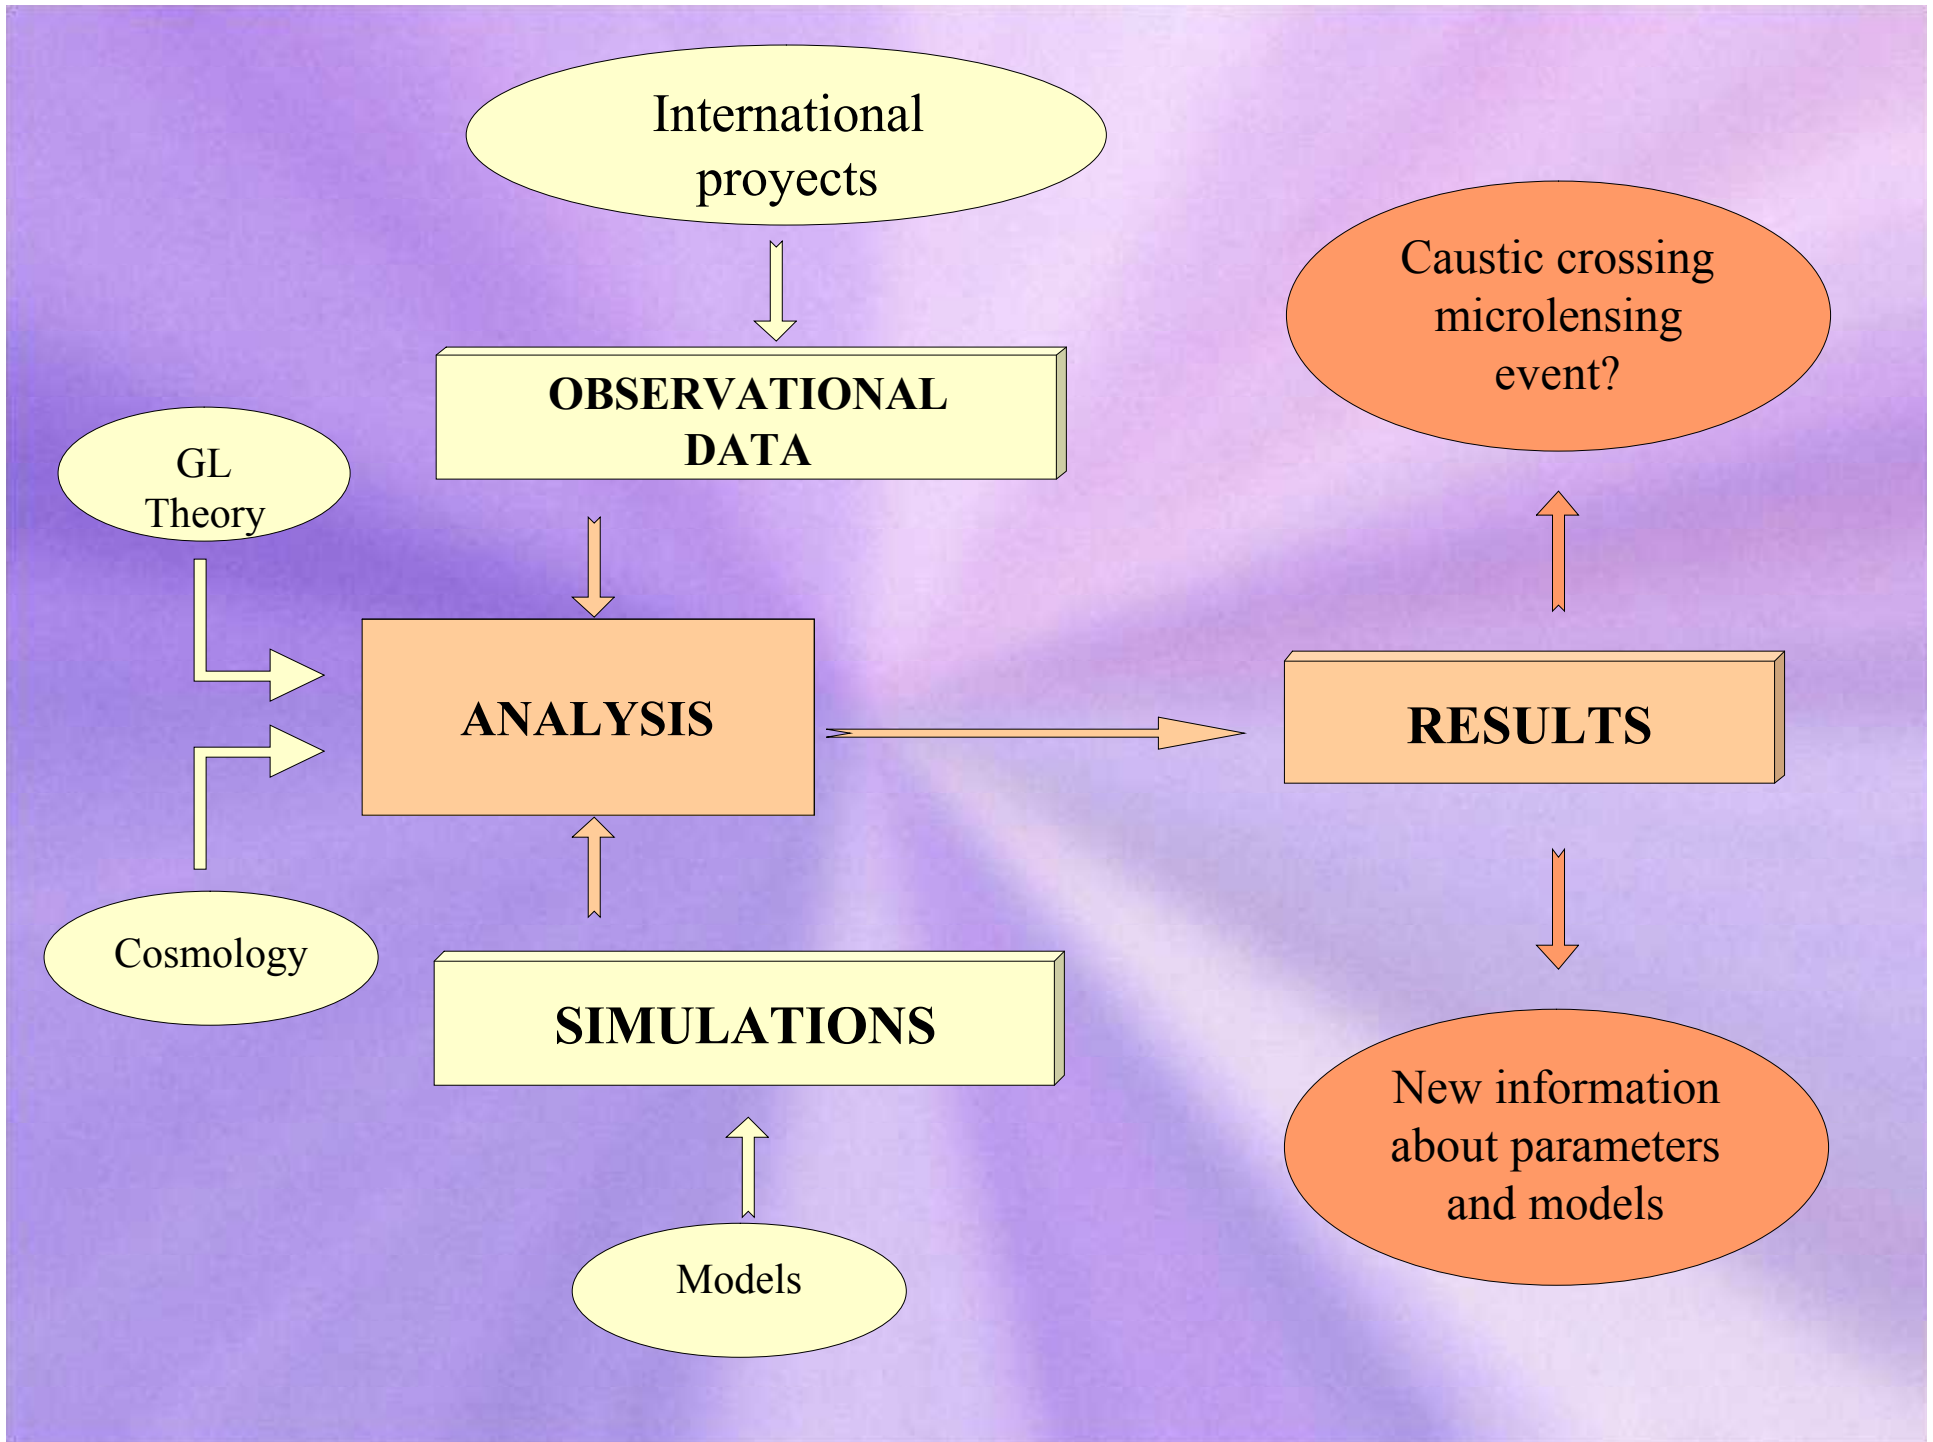 International
proyects
OBSERVATIONAL
DATA
GL
Theory
ANALYSIS
Cosmology
SIMULATIONS
Models
Caustic crossing
microlensing
event?
RESULTS
New information
about parameters
and models